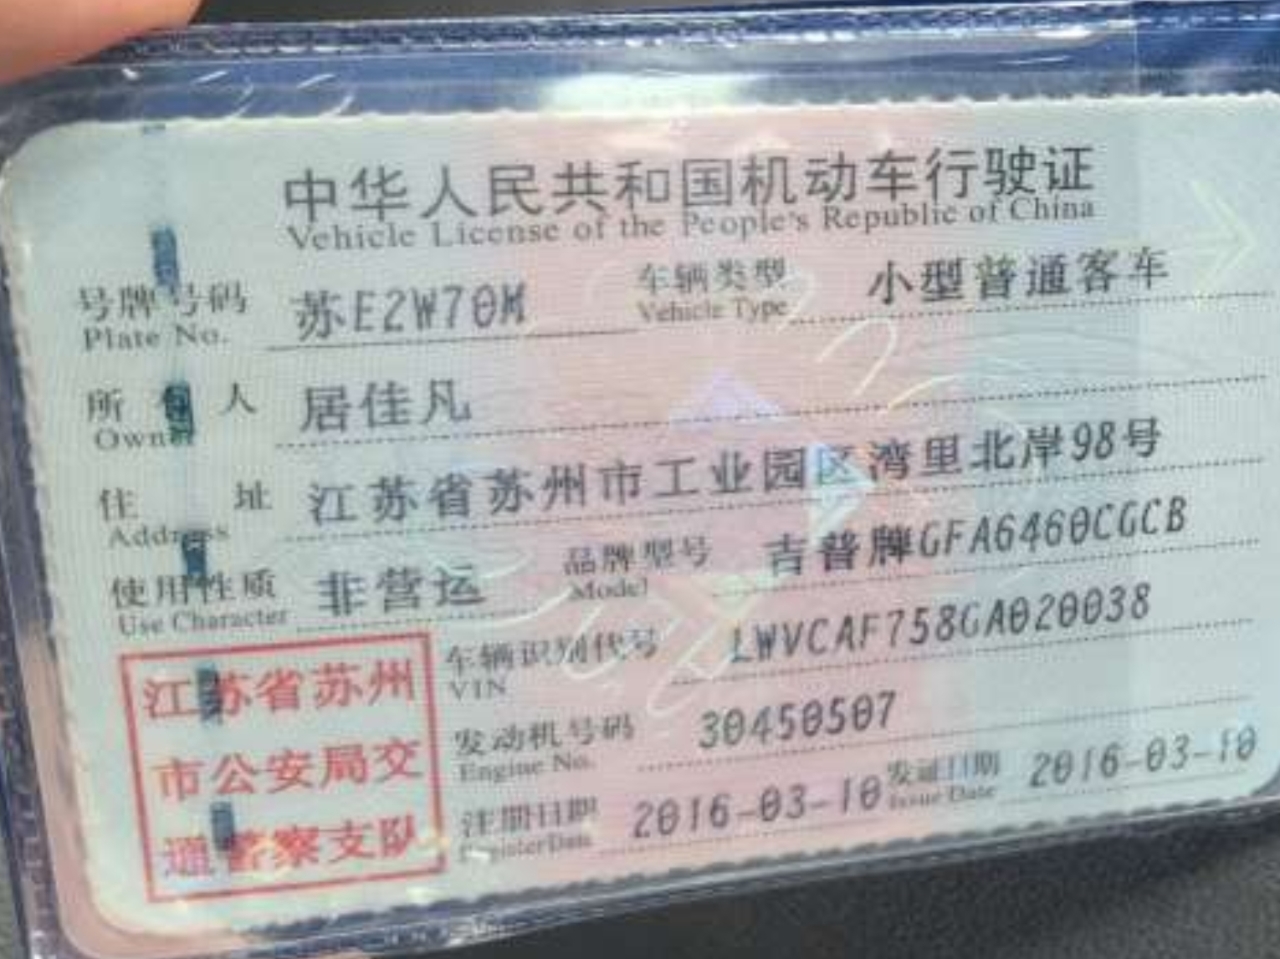 中华人民共和国机动车行驶证
Vehicle License of the People's Republic of China
号牌号码 苏E2W70M 车辆类型 小型普通客车
Plate No. Vehicle Type
所有人 居佳凡
Owner
住址 江苏省苏州市工业园区湾里北岸98号
Address
使用性质 非营运 品牌型号 吉普牌GFA6460CGCB
Use Character Model
江苏省苏州
市公安局交
通警察支队
车辆识别代号 LWVCAF758GA020038
VIN
发动机号码 30450507
Engine No.
注册日期 2016-03-10 发证日期 2016-03-10
Register Date Issue Date